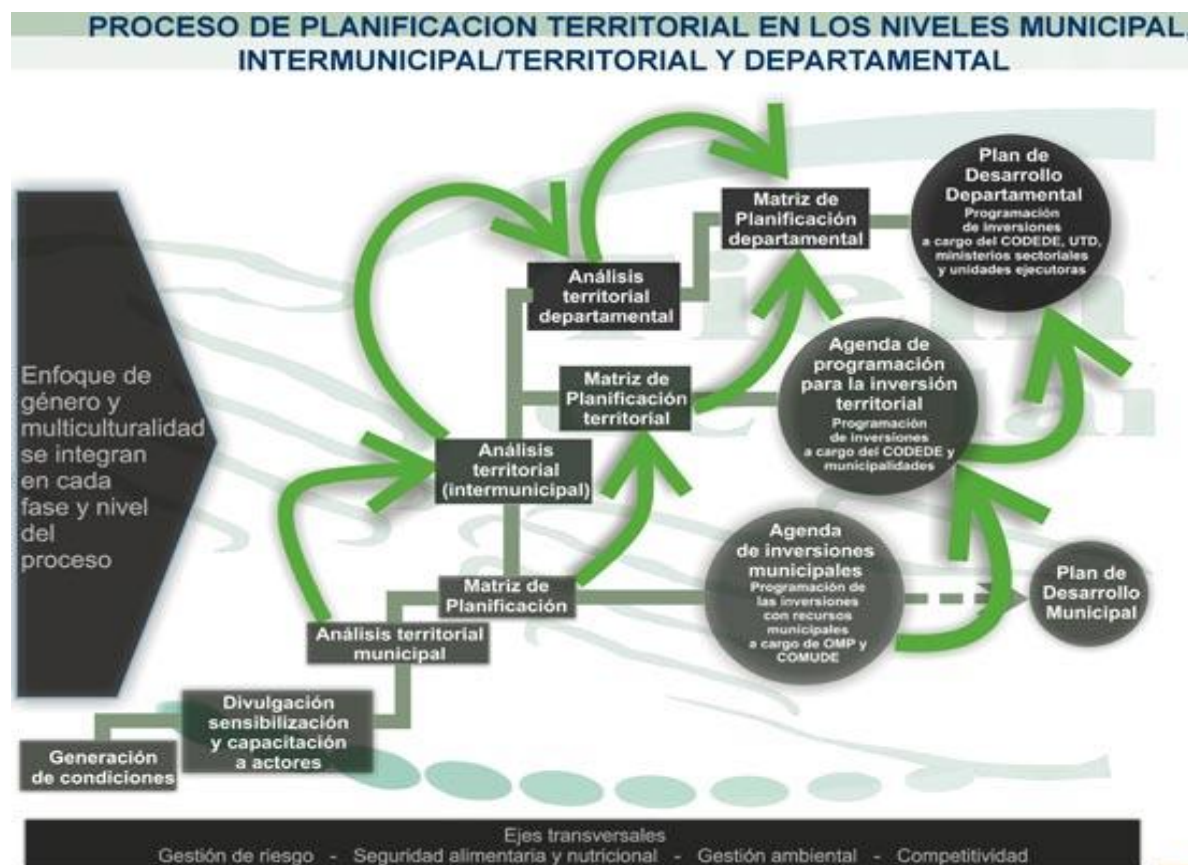 PROCESO DE PLANIFICACION TERRITORIAL EN LOS NIVELES MUNICIPAL,
INTERMUNICIPAL/TERRITORIAL Y DEPARTAMENTAL
Plan de
Desarrollo
Departamental
Programación
de inversiones
a cargo del CODEDE, UTD,
ministerios sectoriales
y unidades ejecutoras
Matriz de
Planificación
departamental
Análisis
territorial
departamental
Agenda de
programación
para la inversión
territorial
Programación
de inversiones
a cargo del CODEDE y
municipalidades
Matriz de
Planificación
territorial
Enfoque de
género y
multiculturalidad
se integran
en cada
fase y nivel
del
proceso
Análisis
territorial
(intermunicipal)
Agenda
de inversiones
municipales
Programación de
las inversiones
con recursos
municipales
a cargo de OMP y
COMUDE
Plan de
Desarrollo
Municipal
Matriz de
Planificación
Análisis territorial
municipal
Divulgación
sensibilización
y capacitación
a actores
Generación
de condiciones
Ejes transversales
Gestión de riesgo - Seguridad alimentaria y nutricional - Gestión ambiental - Competitividad